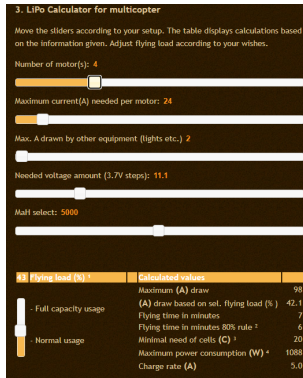 3. LiPo Calculator for multicopter
Move the sliders according to your setup. The table displays calculations based
on the information given. Adjust flying load according to your wishes.
Number of motor(s): 4
Maximum current(A) needed per motor: 24
Max. A drawn by other equipment (lights etc.) 2
Needed voltage amount (3.7V steps): 11.1
MaH select: 5000
43 Flying load (%) ¹ Calculated values
Maximum (A) draw 98
- Full capacity usage (A) draw based on sel. flying load (% ) 42.1
Flying time in minutes 7
Flying time in minutes 80% rule ² 6
- Normal usage Minimal need of cells (C) ³ 20
Maximum power consumption (W) ⁴ 1088
Charge rate (A) 5.0